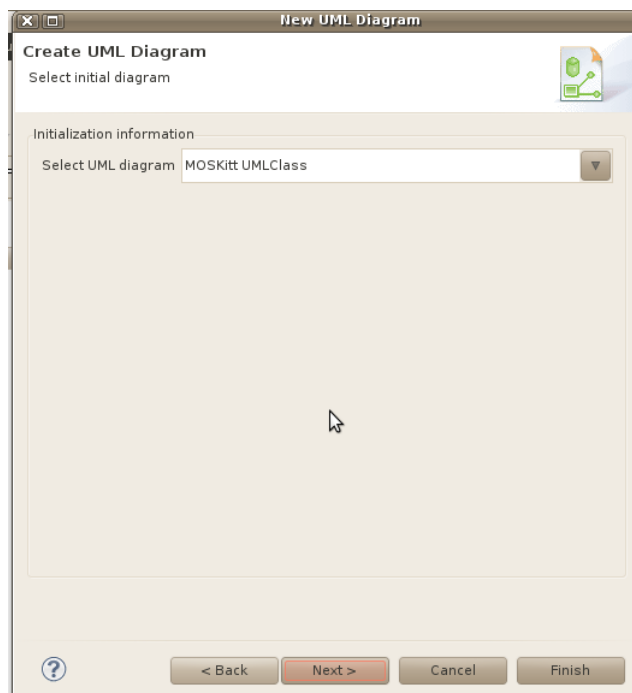 New UML Diagram
Create UML Diagram
Select initial diagram
Initialization information
Select UML diagram MOSKitt UMLClass
?
< Back Next > Cancel Finish